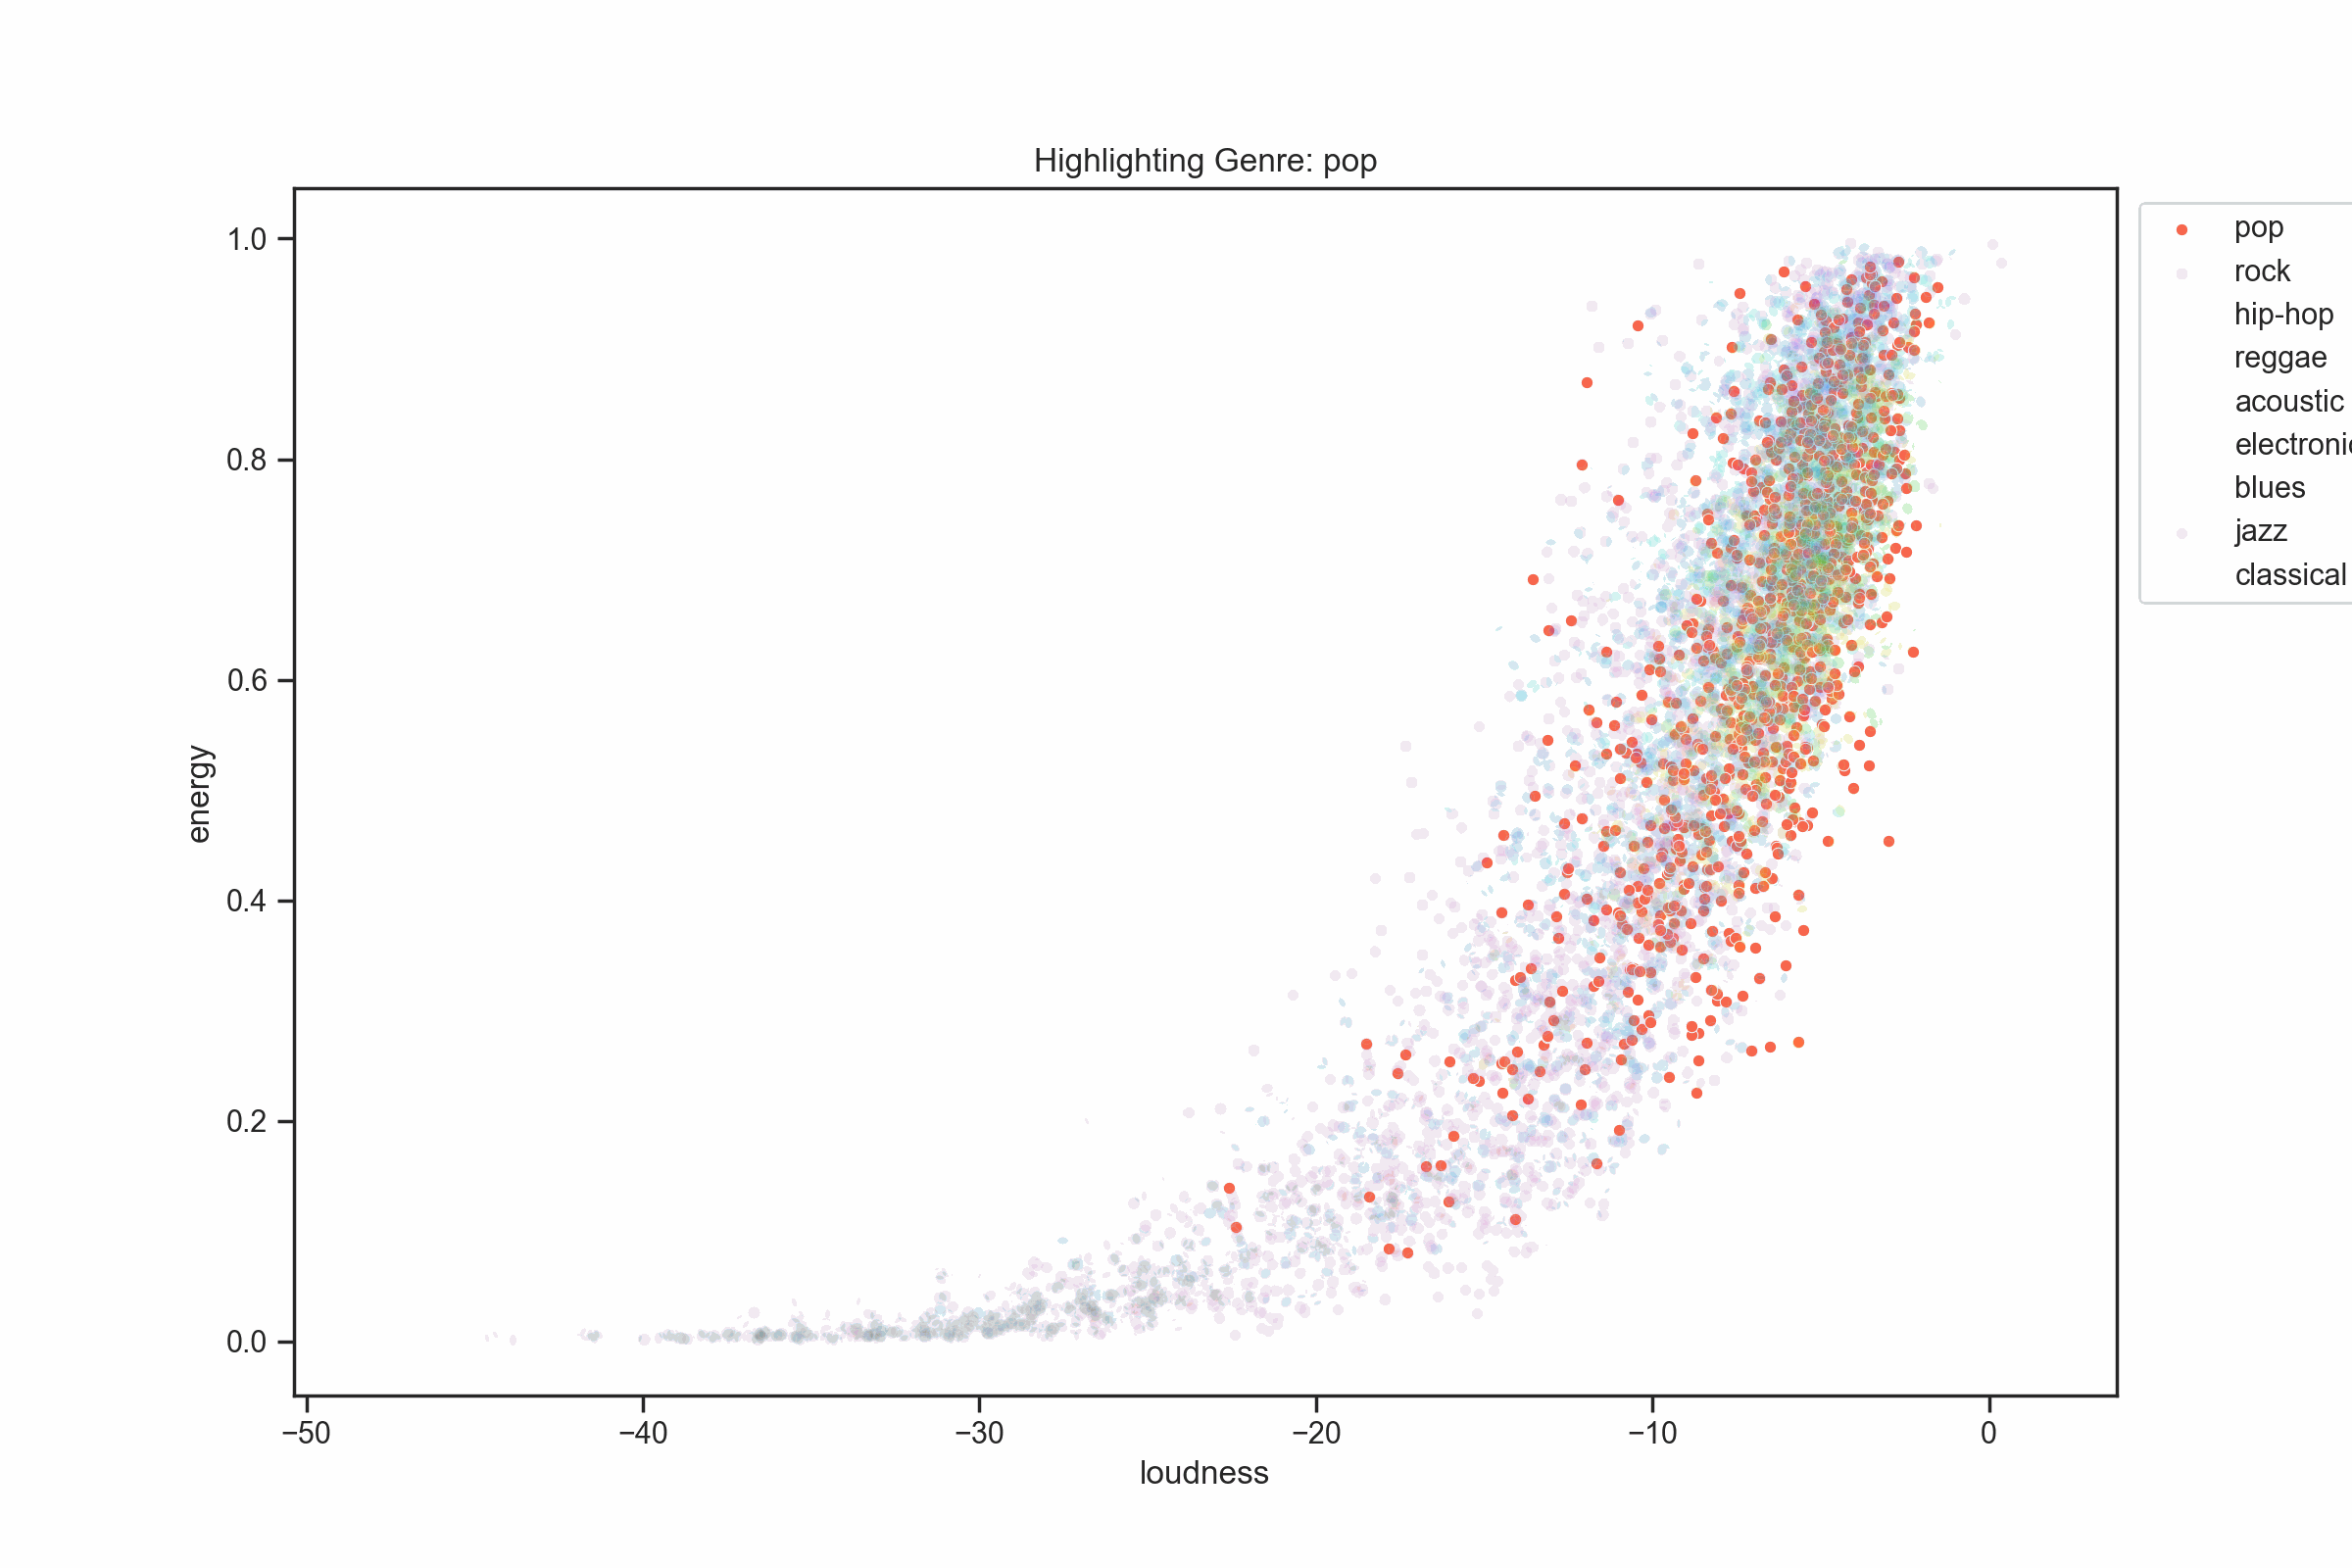 Highlighting Genre: pop
1.0
0.8
0.6
0.4
0.2
0.0
energy
−50
−40
−30
−20
−10
0
loudness
pop
rock
hip-hop
reggae
acoustic
electronic
blues
jazz
classical